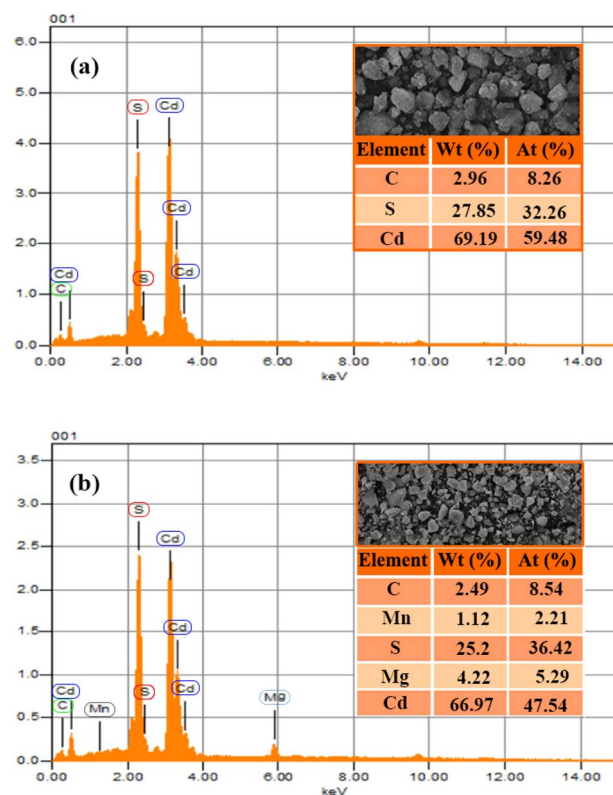 001
(a)
6.0
5.0
4.0
3.0
2.0
1.0
0.0
S
Cd
Cd
Cd
S
Cd
C
0.00 2.00 4.00 6.00 8.00 10.00 12.00 14.00
keV
Element Wt (%) At (%)
C 2.96 8.26
S 27.85 32.26
Cd 69.19 59.48
001
(b)
3.5
3.0
2.5
2.0
1.5
1.0
0.5
0.0
S
Cd
Cd
Cd
S
Cd
C
Mn
Mg
0.00 2.00 4.00 6.00 8.00 10.00 12.00 14.00
keV
Element Wt (%) At (%)
C 2.49 8.54
Mn 1.12 2.21
S 25.2 36.42
Mg 4.22 5.29
Cd 66.97 47.54